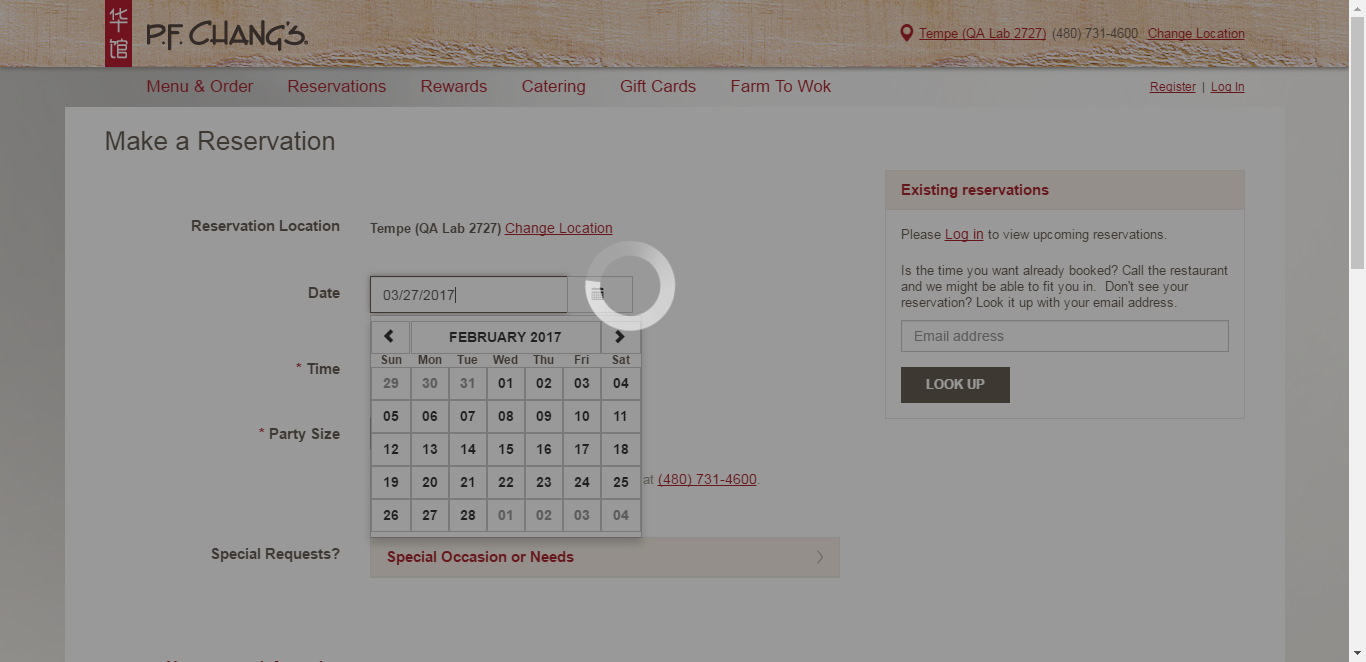 华
馆
P.F. CHANG'S.
Tempe (QA Lab 2727) (480) 731-4600 Change Location
Menu & Order Reservations Rewards Catering Gift Cards Farm To Wok
Register | Log In
Make a Reservation
Reservation Location Tempe (QA Lab 2727) Change Location
Date 03/27/2017
FEBRUARY 2017
Sun Mon Tue Wed Thu Fri Sat
29 30 31 01 02 03 04
05 06 07 08 09 10 11
12 13 14 15 16 17 18
19 20 21 22 23 24 25
26 27 28 01 02 03 04
* Time
* Party Size
at (480) 731-4600.
Special Requests? Special Occasion or Needs
Existing reservations
Please Log in to view upcoming reservations.
Is the time you want already booked? Call the restaurant
and we might be able to fit you in. Don't see your
reservation? Look it up with your email address.
Email address
LOOK UP